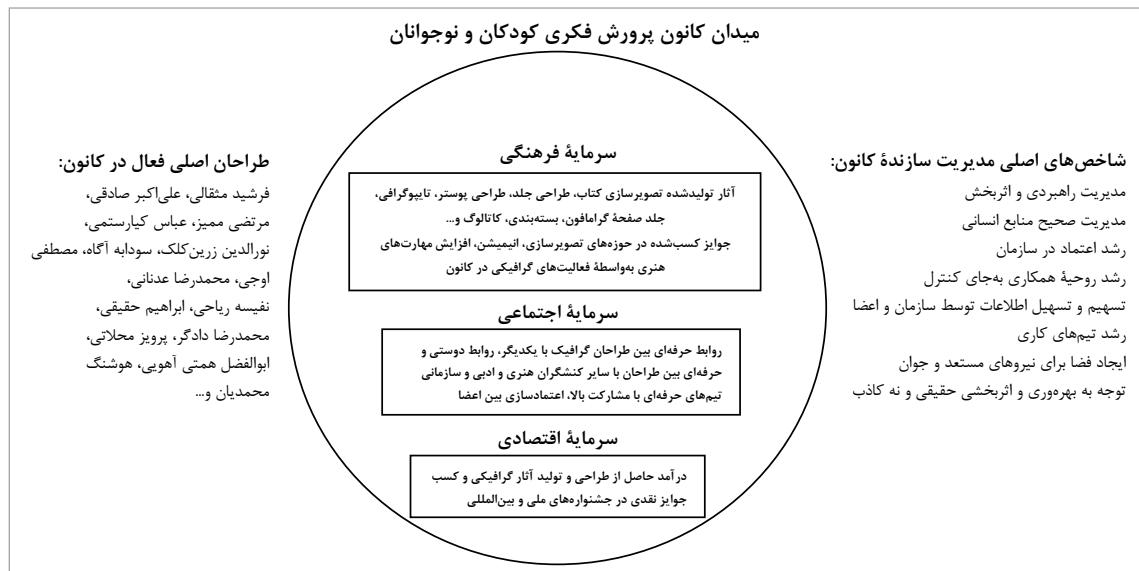 میدان کانون پرورش فکری کودکان و نوجوانان
شاخص‌های اصلی مدیریت سازندهٔ کانون:
مدیریت راهبردی و اثربخش
مدیریت صحیح منابع انسانی
رشد اعتماد در سازمان
رشد روحیهٔ همکاری به‌جای کنترل
تسهیم و تسهیل اطلاعات توسط سازمان و اعضا
رشد تیم‌های کاری
ایجاد فضا برای نیروهای مستعد و جوان
توجه به بهره‌وری و اثربخشی حقیقی و نه کاذب
سرمایهٔ فرهنگی
آثار تولیدشده تصویرسازی کتاب، طراحی جلد، طراحی پوستر، تایپوگرافی،
جلد صفحهٔ گرامافون، بسته‌بندی، کاتالوگ و...
جوایز کسب‌شده در حوزه‌های تصویرسازی، انیمیشن، افزایش مهارت‌های
هنری به‌واسطهٔ فعالیت‌های گرافیکی در کانون
سرمایهٔ اجتماعی
روابط حرفه‌ای بین طراحان گرافیک با یکدیگر، روابط دوستی و
حرفه‌ای بین طراحان با سایر کنشگران هنری و ادبی و سازمانی
تیم‌های حرفه‌ای با مشارکت بالا، اعتمادسازی بین اعضا
سرمایهٔ اقتصادی
درآمد حاصل از طراحی و تولید آثار گرافیکی و کسب
جوایز نقدی در جشنواره‌های ملی و بین‌المللی
طراحان اصلی فعال در کانون:
فرشید مثقالی، علی‌اکبر صادقی،
مرتضی ممیز، عباس کیارستمی،
نورالدین زرین‌کلک، سودابه آگاه، مصطفی
اوجی، محمدرضا عدنانی،
نفیسه ریاحی، ابراهیم حقیقی،
محمدرضا دادگر، پرویز محلاتی،
ابوالفضل همتی آهویی، هوشنگ
محمدیان و...